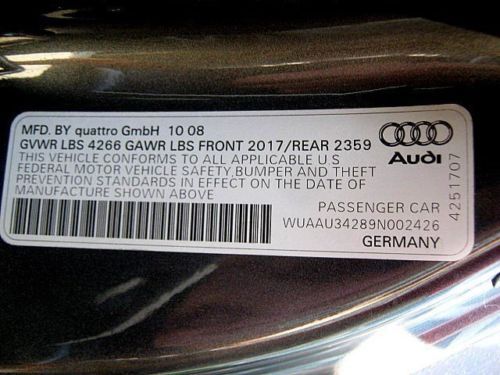 MFD. BY quattro GmbH 10 08
GVWR LBS 4266 GAWR LBS FRONT 2017/REAR 2359
THIS VEHICLE CONFORMS TO ALL APPLICABLE U.S
FEDERAL MOTOR VEHICLE SAFETY,BUMPER AND THEFT
PREVENTION STANDARDS IN EFFECT ON THE DATE OF
MANUFACTURE SHOWN ABOVE
Audi
PASSENGER CAR
WUAAU34289N002426
GERMANY
4251707